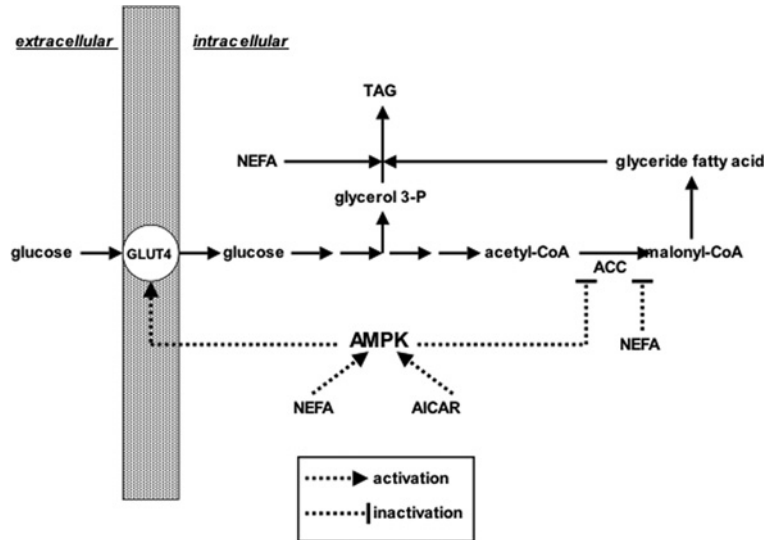 extracellular intracellular
TAG
NEFA glyceride fatty acid
glycerol 3-P
glucose GLUT4 glucose acetyl-CoA malonyl-CoA
ACC
AMPK NEFA
NEFA AICAR
activation
inactivation